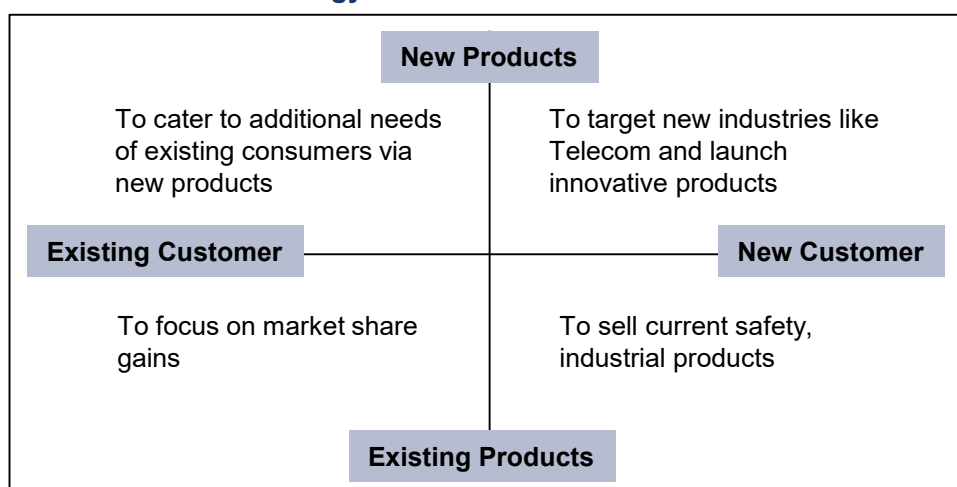 New Products
To cater to additional needs
of existing consumers via
new products
To target new industries like
Telecom and launch
innovative products
Existing Customer
New Customer
To focus on market share
gains
To sell current safety,
industrial products
Existing Products